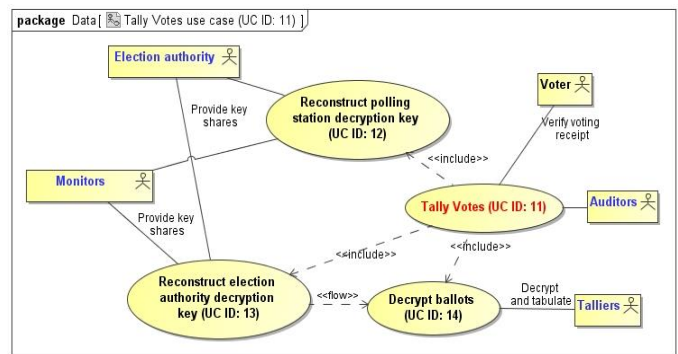 package Data [ Tally Votes use case (UC ID: 11) ]
Election authority
Voter
Reconstruct polling
station decryption key
(UC ID: 12)
Provide key
shares
Verify voting
receipt
<<include>>
Monitors
Tally Votes (UC ID: 11)
Auditors
Provide key
shares
<<include>>
<<include>>
Reconstruct election
authority decryption
key (UC ID: 13)
<<flow>>
Decrypt ballots
(UC ID: 14)
Decrypt
and tabulate
Talliers